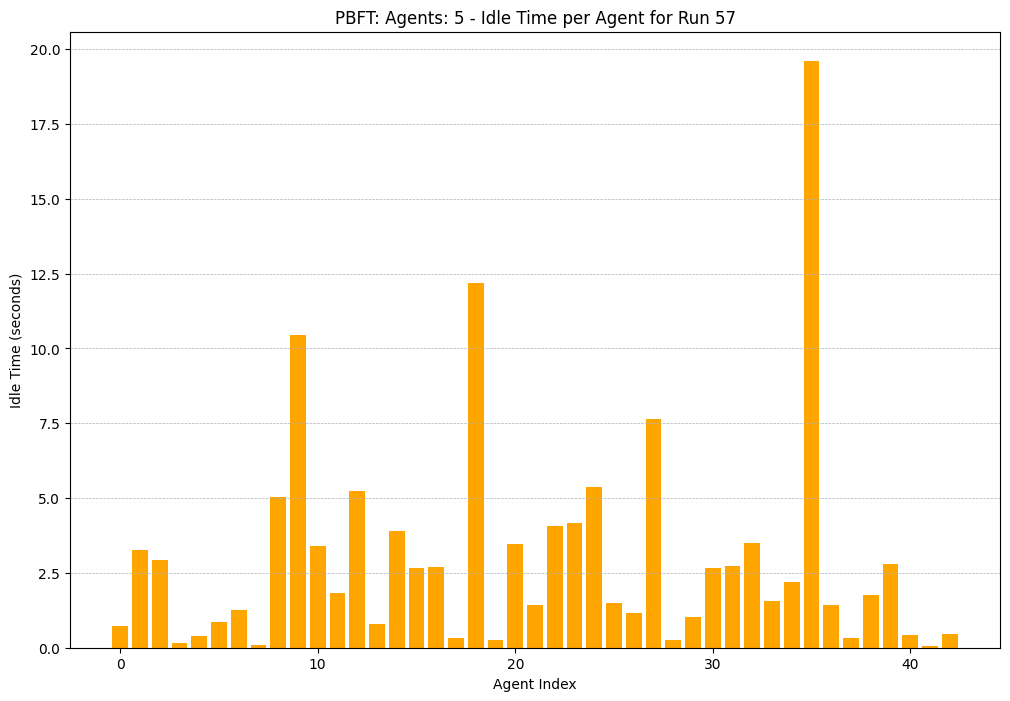 PBFT: Agents: 5 - Idle Time per Agent for Run 57
20.0
17.5
15.0
12.5
10.0
7.5
5.0
2.5
0.0
Idle Time (seconds)
0 10 20 30 40
Agent Index